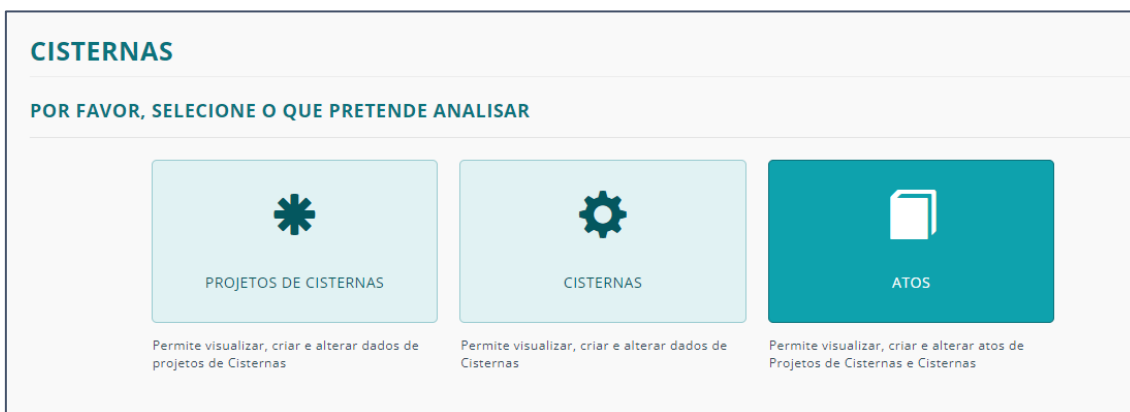 CISTERNAS
POR FAVOR, SELECIONE O QUE PRETENDE ANALISAR
PROJETOS DE CISTERNAS
CISTERNAS
ATOS
Permite visualizar, criar e alterar dados de
projetos de Cisternas
Permite visualizar, criar e alterar dados de
Cisternas
Permite visualizar, criar e alterar atos de
Projetos de Cisternas e Cisternas